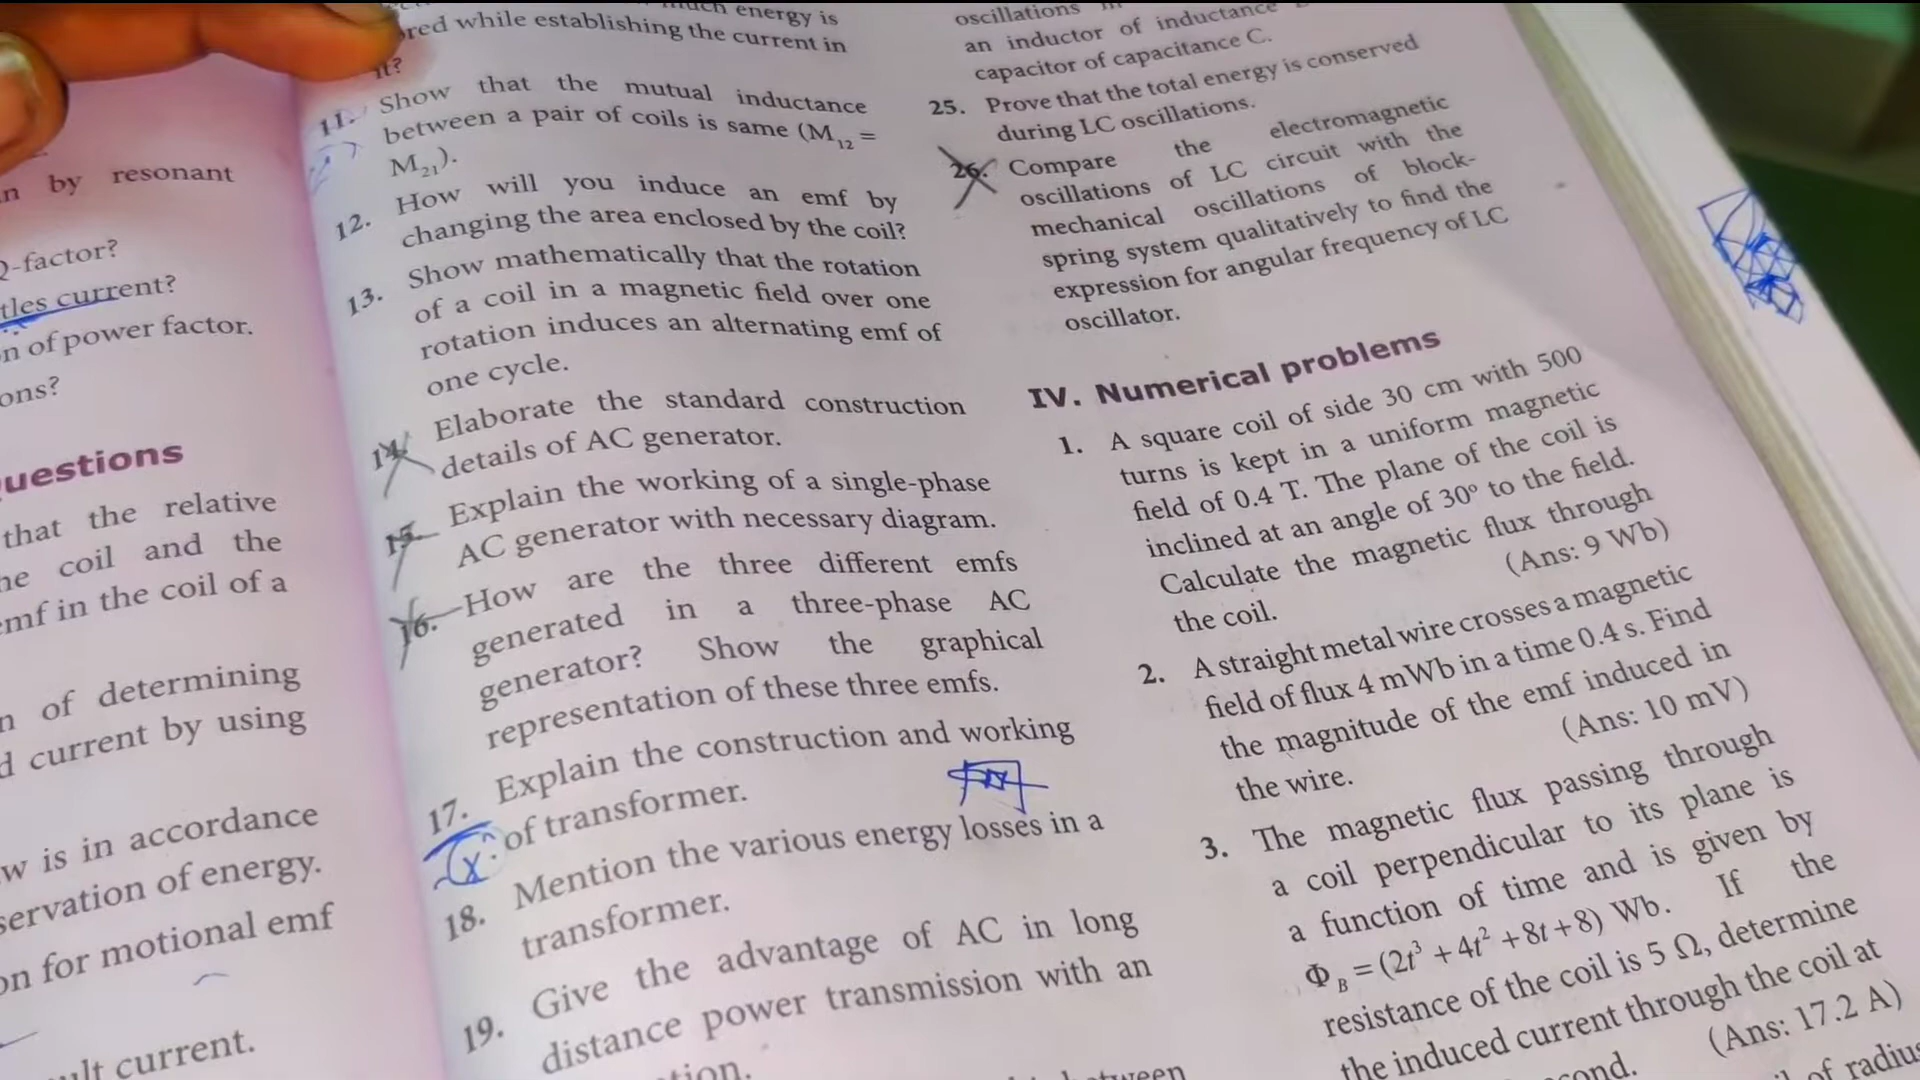 n by resonant
Q-factor?
tles current?
n of power factor.
ons?
uestions
that the relative
he coil and the
emf in the coil of a
n of determining
d current by using
w is in accordance
servation of energy.
on for motional emf
ult current.
much energy is
ored while establishing the current in
it?
11. Show that the mutual inductance
between a pair of coils is same (M12 =
M21).
12. How will you induce an emf by
changing the area enclosed by the coil?
13. Show mathematically that the rotation
of a coil in a magnetic field over one
rotation induces an alternating emf of
one cycle.
14. Elaborate the standard construction
details of AC generator.
15. Explain the working of a single-phase
AC generator with necessary diagram.
16. How are the three different emfs
generated in a three-phase AC
generator? Show the graphical
representation of these three emfs.
17. Explain the construction and working
of transformer.
18. Mention the various energy losses in a
transformer.
19. Give the advantage of AC in long
distance power transmission with an
tion.
oscillations
an inductor of inductance
capacitor of capacitance C.
25. Prove that the total energy is conserved
during LC oscillations.
26. Compare the electromagnetic
oscillations of LC circuit with the
mechanical oscillations of block-
spring system qualitatively to find the
expression for angular frequency of LC
oscillator.
IV. Numerical problems
1. A square coil of side 30 cm with 500
turns is kept in a uniform magnetic
field of 0.4 T. The plane of the coil is
inclined at an angle of 30° to the field.
Calculate the magnetic flux through
the coil. (Ans: 9 Wb)
2. A straight metal wire crosses a magnetic
field of flux 4 mWb in a time 0.4 s. Find
the magnitude of the emf induced in
the wire. (Ans: 10 mV)
3. The magnetic flux passing through
a coil perpendicular to its plane is
a function of time and is given by
Φ_B = (2t³ + 4t² + 8t + 8) Wb. If the
resistance of the coil is 5 Ω, determine
the induced current through the coil at
cond. (Ans: 17.2 A)
of radius